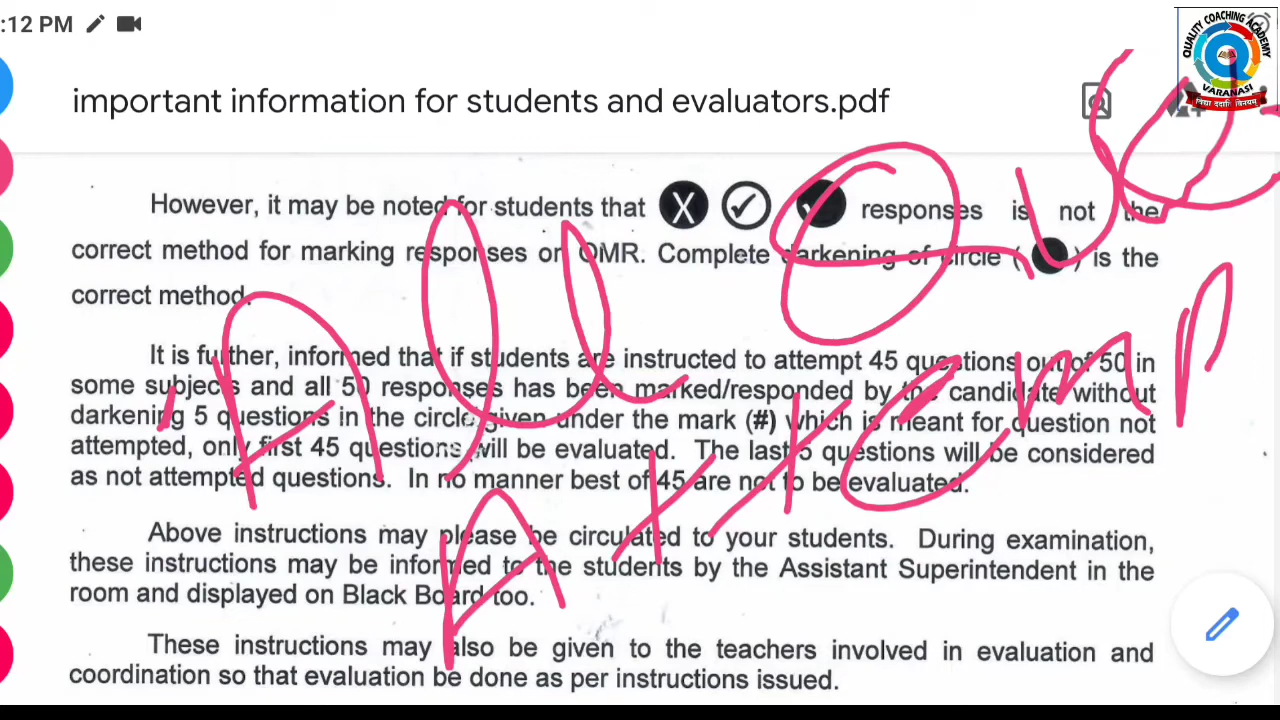 :12 PM
QUALITY COACHING ACADEMY
VARANASI
विद्या ददाति विनयम्
important information for students and evaluators.pdf
However, it may be noted for students that X ✓ responses is not the
correct method for marking responses on OMR. Complete darkening of circle ( ) is the
correct method.
It is further, informed that if students are instructed to attempt 45 questions out of 50 in
some subjects and all 50 responses has been marked/responded by the candidate without
darkening 5 questions in the circle given under the mark (#) which is meant for question not
attempted, only first 45 questions will be evaluated. The last 5 questions will be considered
as not attempted questions. In no manner best of 45 are not to be evaluated.
Above instructions may please be circulated to your students. During examination,
these instructions may be informed to the students by the Assistant Superintendent in the
room and displayed on Black Board too.
These instructions may also be given to the teachers involved in evaluation and
coordination so that evaluation be done as per instructions issued.
All Que
Attemp